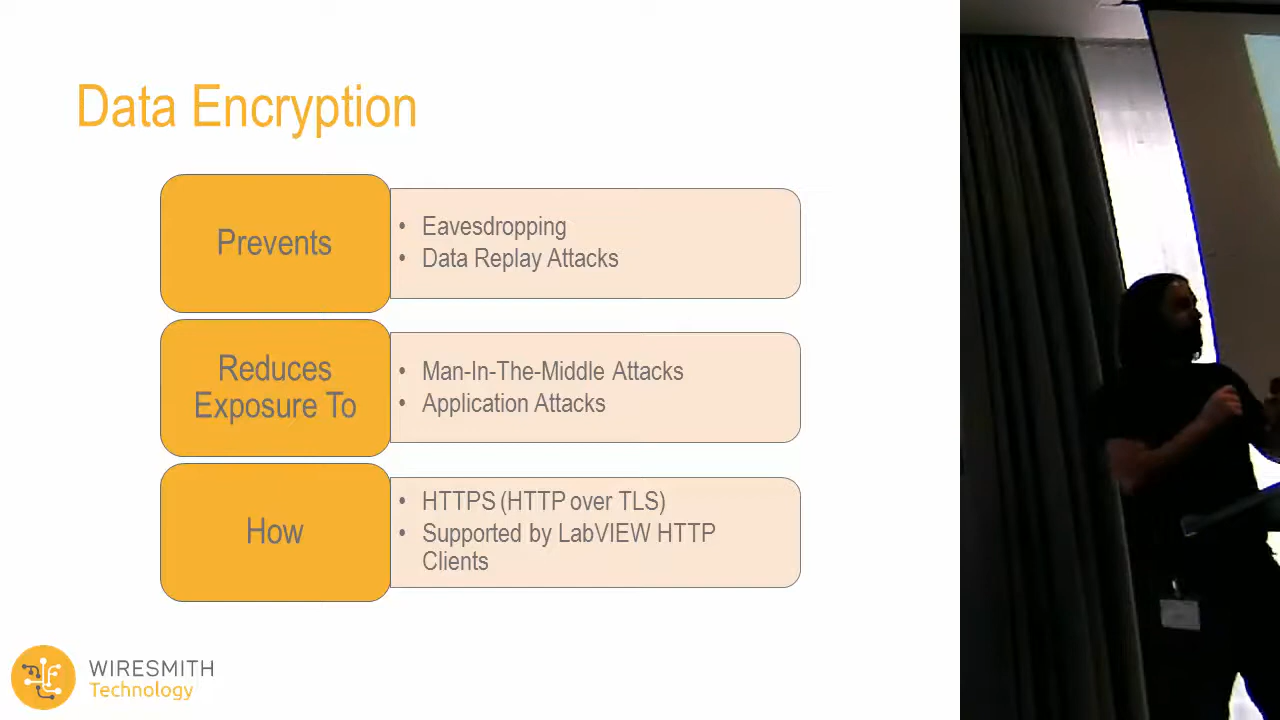 Data Encryption
Prevents
• Eavesdropping
• Data Replay Attacks
Reduces
Exposure To
• Man-In-The-Middle Attacks
• Application Attacks
How
• HTTPS (HTTP over TLS)
• Supported by LabVIEW HTTP
Clients
WIRESMITH
Technology